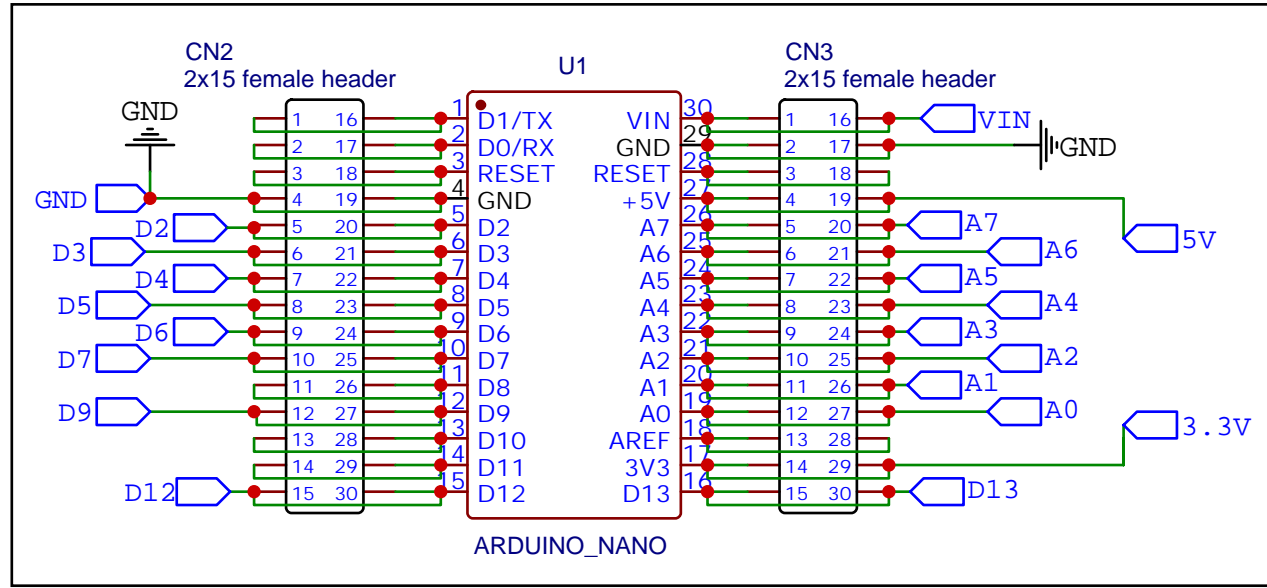 CN2
2x15 female header
U1
CN3
2x15 female header
GND
1 16 1 D1/TX VIN 30 1 16 VIN
2 17 2 D0/RX GND 29 2 17 GND
3 18 3 RESET RESET 28 3 18
GND 4 19 4 GND +5V 27 4 19
D2 5 20 5 D2 A7 26 5 20 A7
5V
D3 6 21 6 D3 A6 25 6 21 A6
D4 7 22 7 D4 A5 24 7 22 A5
D5 8 23 8 D5 A4 23 8 23 A4
D6 9 24 9 D6 A3 22 9 24 A3
D7 10 25 10 D7 A2 21 10 25 A2
11 26 11 D8 A1 20 11 26 A1
D9 12 27 12 D9 A0 19 12 27 A0
3.3V
13 28 13 D10 AREF 18 13 28
14 29 14 D11 3V3 17 14 29
D12 15 30 15 D12 D13 16 15 30 D13
ARDUINO_NANO